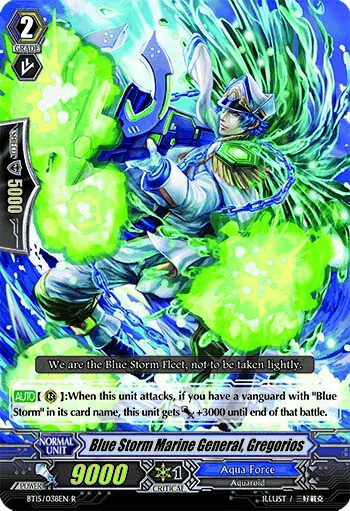 2
GRADE
SHIELD
5000
We are the Blue Storm Fleet, not to be taken lightly.
AUTO [ ]:When this unit attacks, if you have a vanguard with "Blue
Storm" in its card name, this unit gets +3000 until end of that battle.
NORMAL
UNIT
Blue Storm Marine General, Gregorios
POWER
9000
1
CRITICAL
Aqua Force
Aquaroid
BT15/038EN R
ILLUST / 三好載克